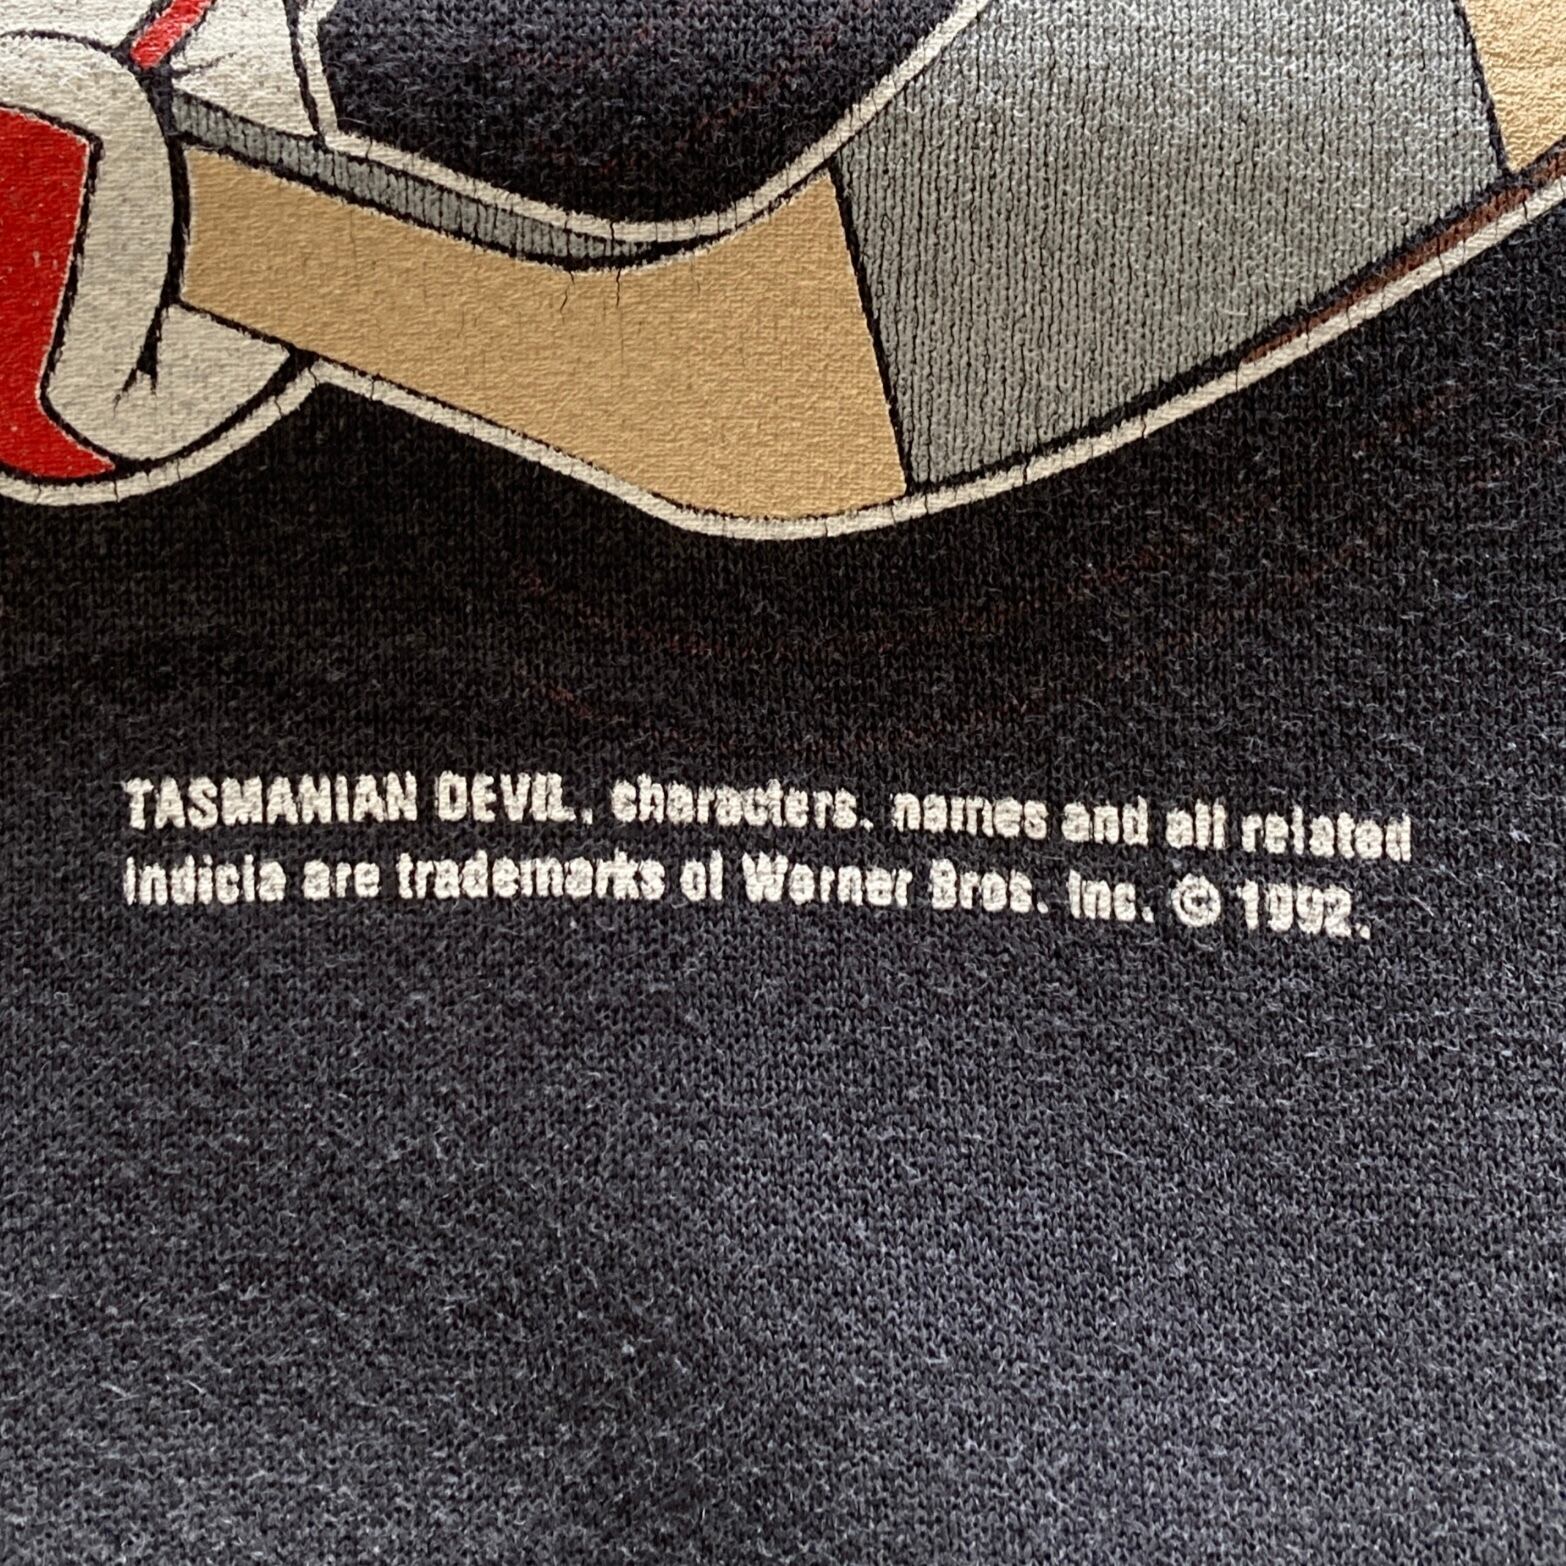 TASMANIAN DEVIL, characters, names and all related
indicia are trademarks of Warner Bros. Inc. © 1992.